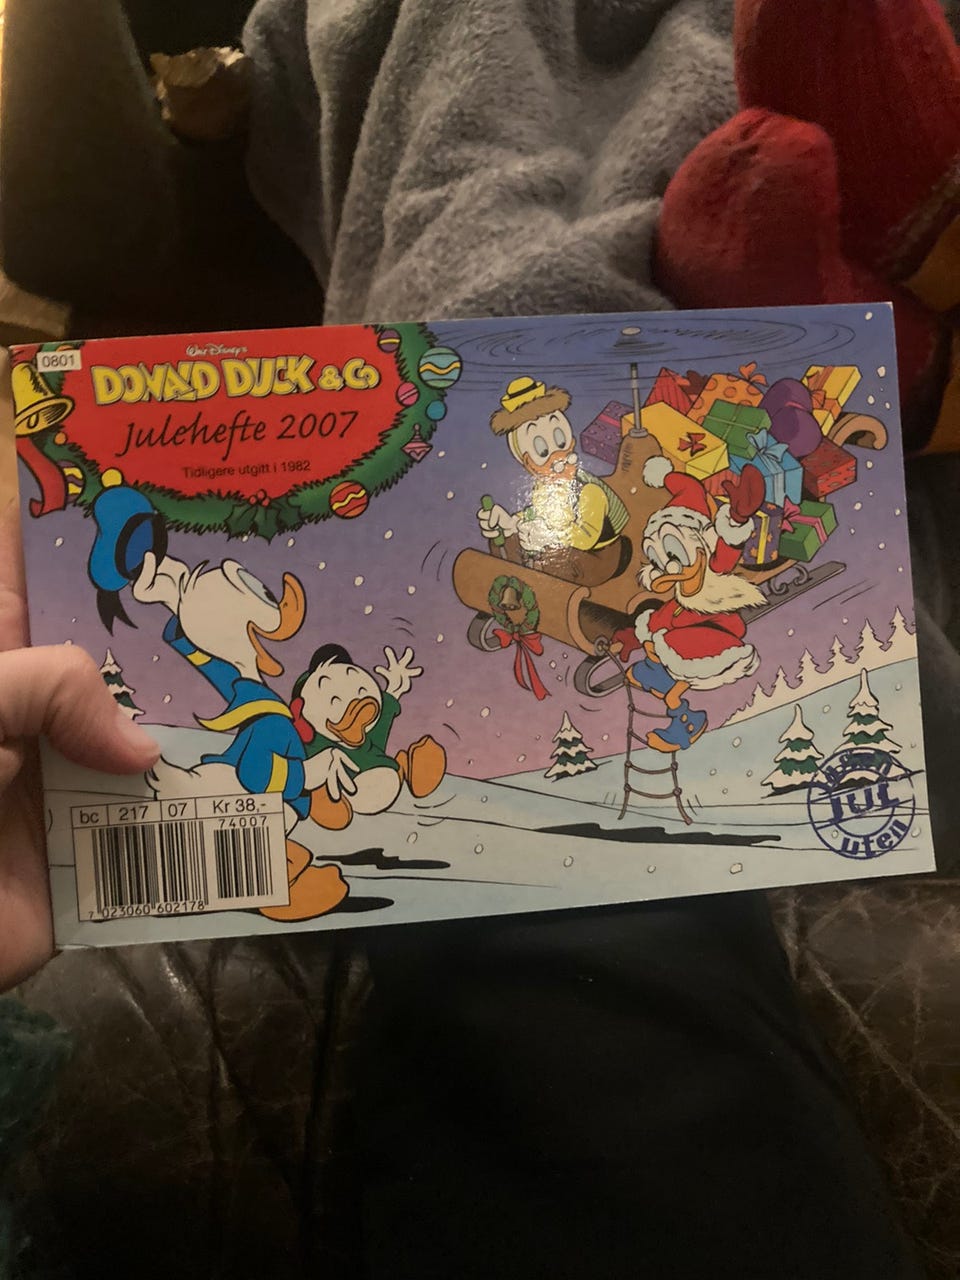 0801
Walt Disney's
DONALD DUCK & CO
Julehefte 2007
Tidligere utgitt i 1982
bc 217 07 Kr 38,-
74007
7 023060 602178
JUL
uten